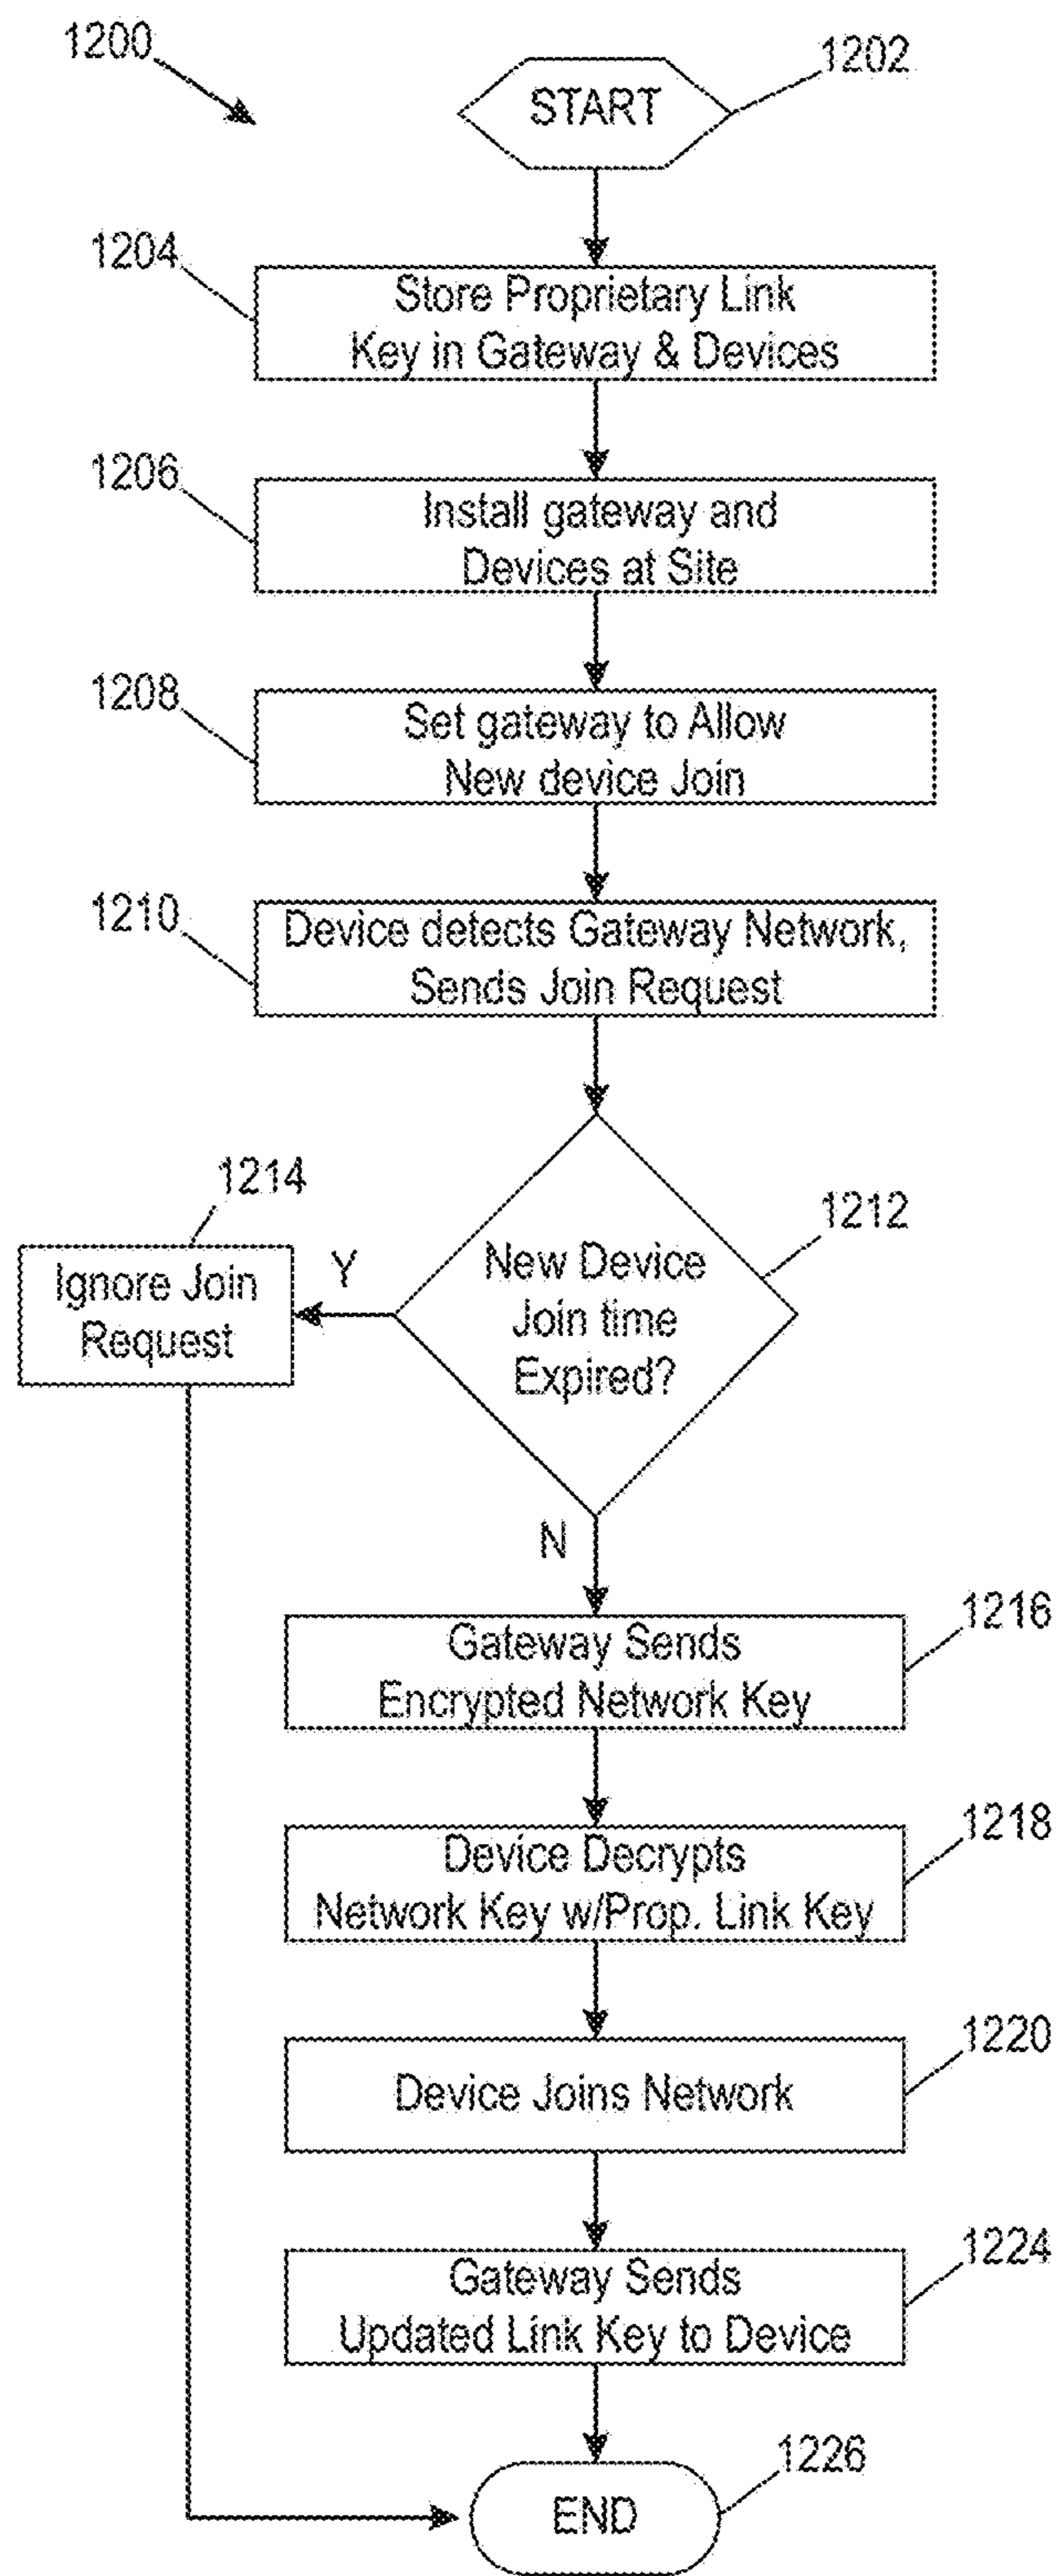 1200
1202
START
1204
Store Proprietary Link
Key in Gateway & Devices
1206
Install gateway and
Devices at Site
1208
Set gateway to Allow
New device Join
1210
Device detects Gateway Network,
Sends Join Request
1214
1212
Ignore Join
Request
Y
New Device
Join time
Expired?
N
1216
Gateway Sends
Encrypted Network Key
1218
Device Decrypts
Network Key w/Prop. Link Key
1220
Device Joins Network
1224
Gateway Sends
Updated Link Key to Device
1226
END